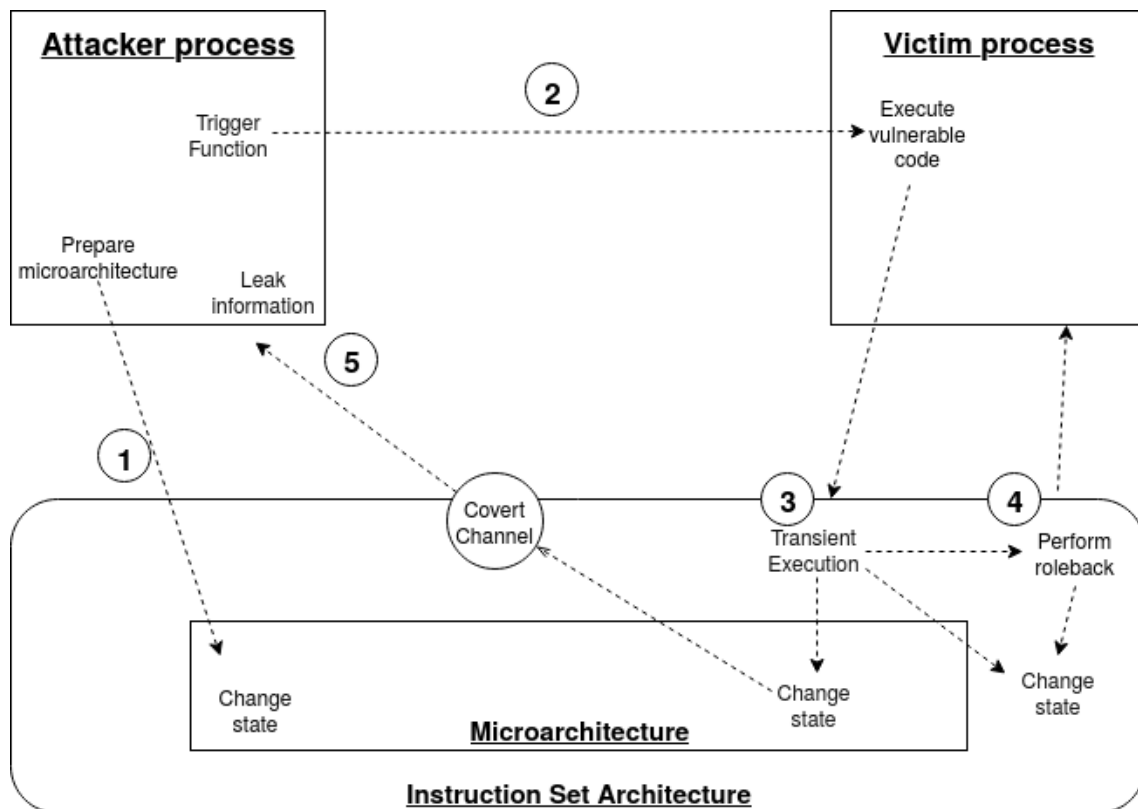 Attacker process
Victim process
2
Trigger
Function
Execute
vulnerable
code
Prepare
microarchitecture
Leak
information
5
1
Covert
Channel
3
4
Transient
Execution
Perform
roleback
Change
state
Change
state
Change
state
Microarchitecture
Instruction Set Architecture